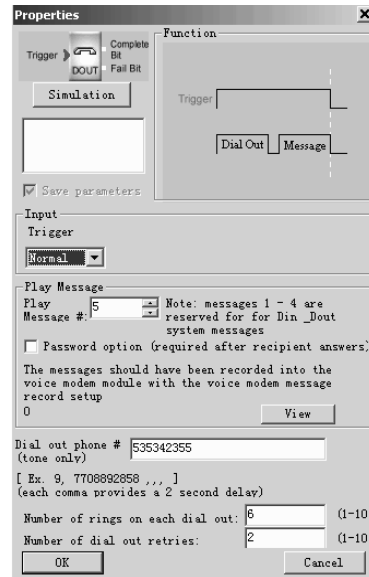 Properties
Function
Trigger
Complete
Bit
DOUT
Fail Bit
Simulation
Trigger
Dial Out
Message
Save parameters
Input
Trigger
Normal
Play Message
Play
Message #:
5
Note: messages 1 - 4 are
reserved for for Din _Dout
system messages
Password option (required after recipient answers)
The messages should have been recorded into the
voice modem module with the voice modem message
record setup
0
View
Dial out phone #
(tone only)
535342355
[ Ex. 9, 7708892858 ,,, ]
(each comma provides a 2 second delay)
Number of rings on each dial out:
6
(1-10
Number of dial out retries:
2
(1-10
OK
Cancel